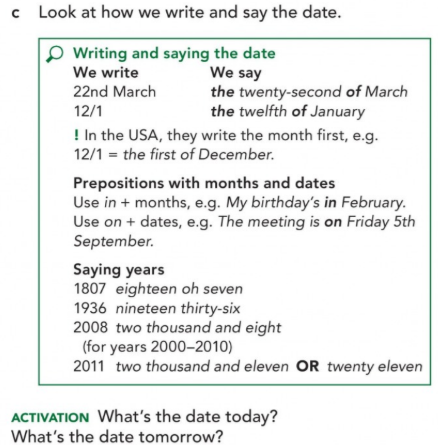 c Look at how we write and say the date.
Writing and saying the date
We write We say
22nd March the twenty-second of March
12/1 the twelfth of January
! In the USA, they write the month first, e.g.
12/1 = the first of December.
Prepositions with months and dates
Use in + months, e.g. My birthday's in February.
Use on + dates, e.g. The meeting is on Friday 5th
September.
Saying years
1807 eighteen oh seven
1936 nineteen thirty-six
2008 two thousand and eight
(for years 2000–2010)
2011 two thousand and eleven OR twenty eleven
ACTIVATION What's the date today?
What's the date tomorrow?